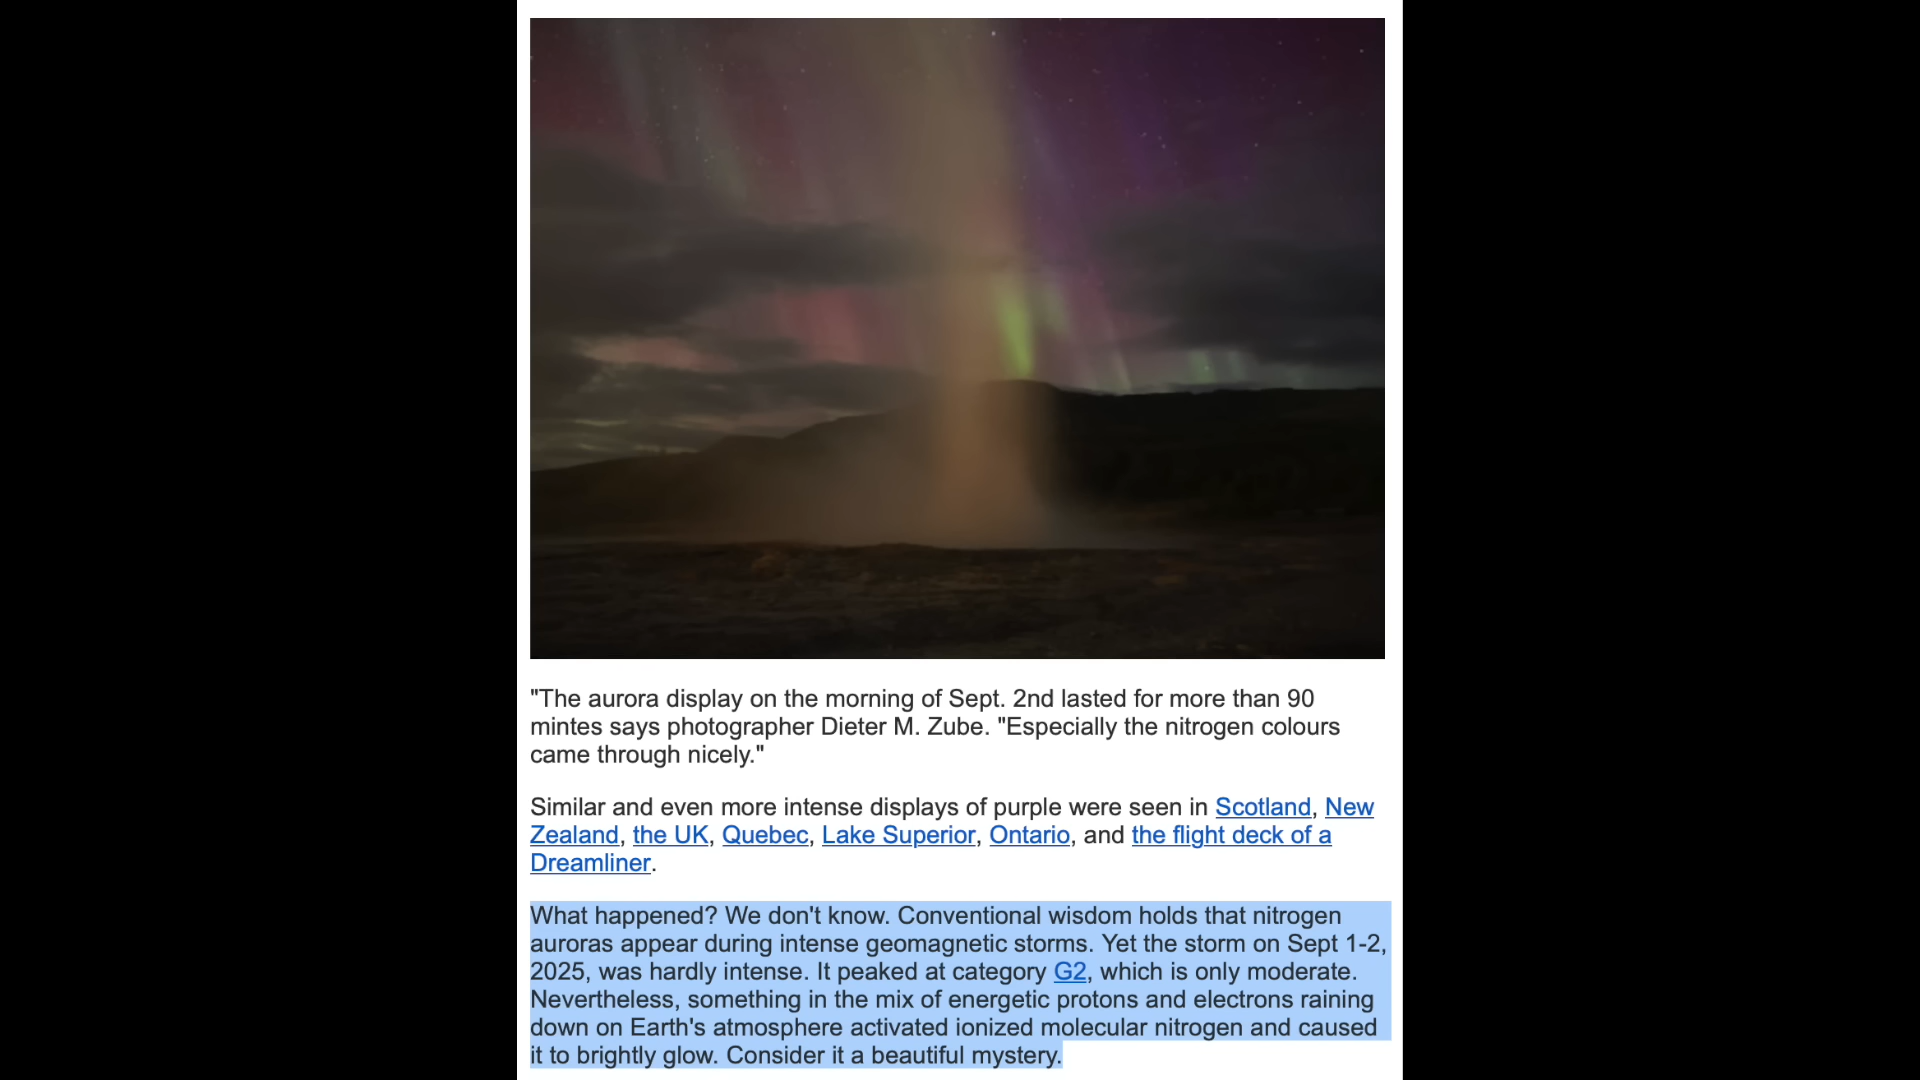 "The aurora display on the morning of Sept. 2nd lasted for more than 90
mintes says photographer Dieter M. Zube. "Especially the nitrogen colours
came through nicely."
Similar and even more intense displays of purple were seen in Scotland, New
Zealand, the UK, Quebec, Lake Superior, Ontario, and the flight deck of a
Dreamliner.
What happened? We don't know. Conventional wisdom holds that nitrogen
auroras appear during intense geomagnetic storms. Yet the storm on Sept 1-2,
2025, was hardly intense. It peaked at category G2, which is only moderate.
Nevertheless, something in the mix of energetic protons and electrons raining
down on Earth's atmosphere activated ionized molecular nitrogen and caused
it to brightly glow. Consider it a beautiful mystery.